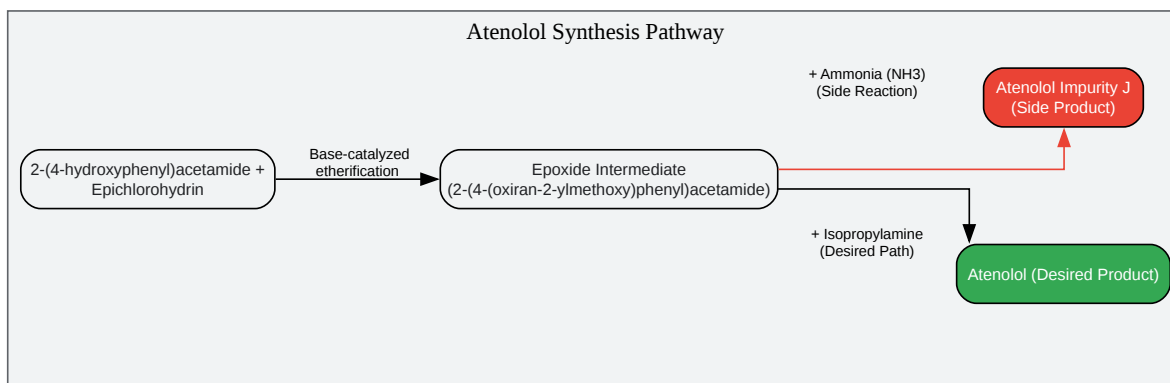 Atenolol Synthesis Pathway
+ Ammonia (NH3)
(Side Reaction)
Atenolol Impurity J
(Side Product)
2-(4-hydroxyphenyl)acetamide +
Epichlorohydrin
Base-catalyzed
etherification
Epoxide Intermediate
(2-(4-(oxiran-2-ylmethoxy)phenyl)acetamide)
+ Isopropylamine
(Desired Path)
Atenolol (Desired Product)